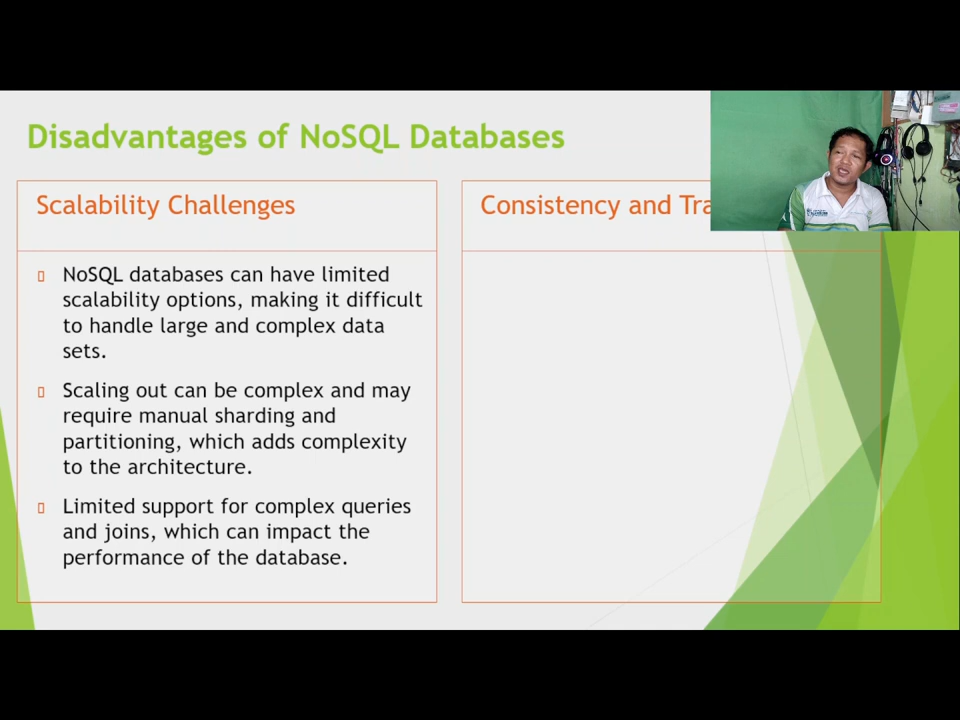 Disadvantages of NoSQL Databases
Scalability Challenges
NoSQL databases can have limited
scalability options, making it difficult
to handle large and complex data
sets.
Scaling out can be complex and may
require manual sharding and
partitioning, which adds complexity
to the architecture.
Limited support for complex queries
and joins, which can impact the
performance of the database.
Consistency and